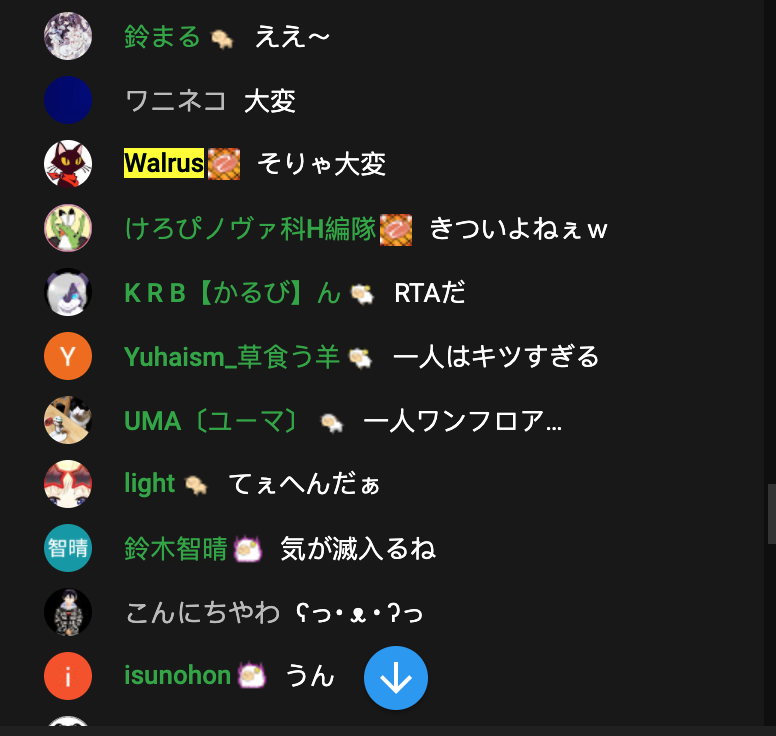 鈴まる ええ〜
ワニネコ 大変
Walrus そりゃ大変
けろぴノヴァ科H編隊 きついよねぇｗ
K R B【かるび】ん RTAだ
Y Yuhaism_草食う羊 一人はキツすぎる
UMA〔ユーマ〕 一人ワンフロア...
light てぇへんだぁ
智晴 鈴木智晴 気が滅入るね
こんにちやわ ʕっ･ᴥ･ʔっ
i isunohon うん